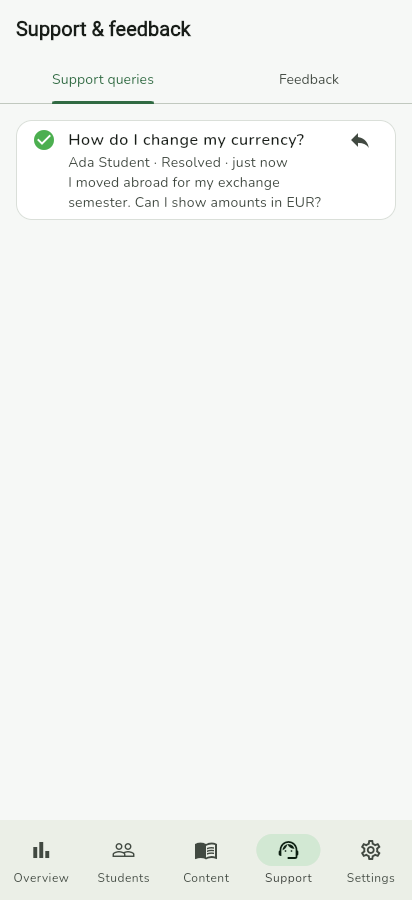 Support & feedback
Support queries
Feedback
How do I change my currency?
Ada Student · Resolved · just now
I moved abroad for my exchange
semester. Can I show amounts in EUR?
Overview
Students
Content
Support
Settings